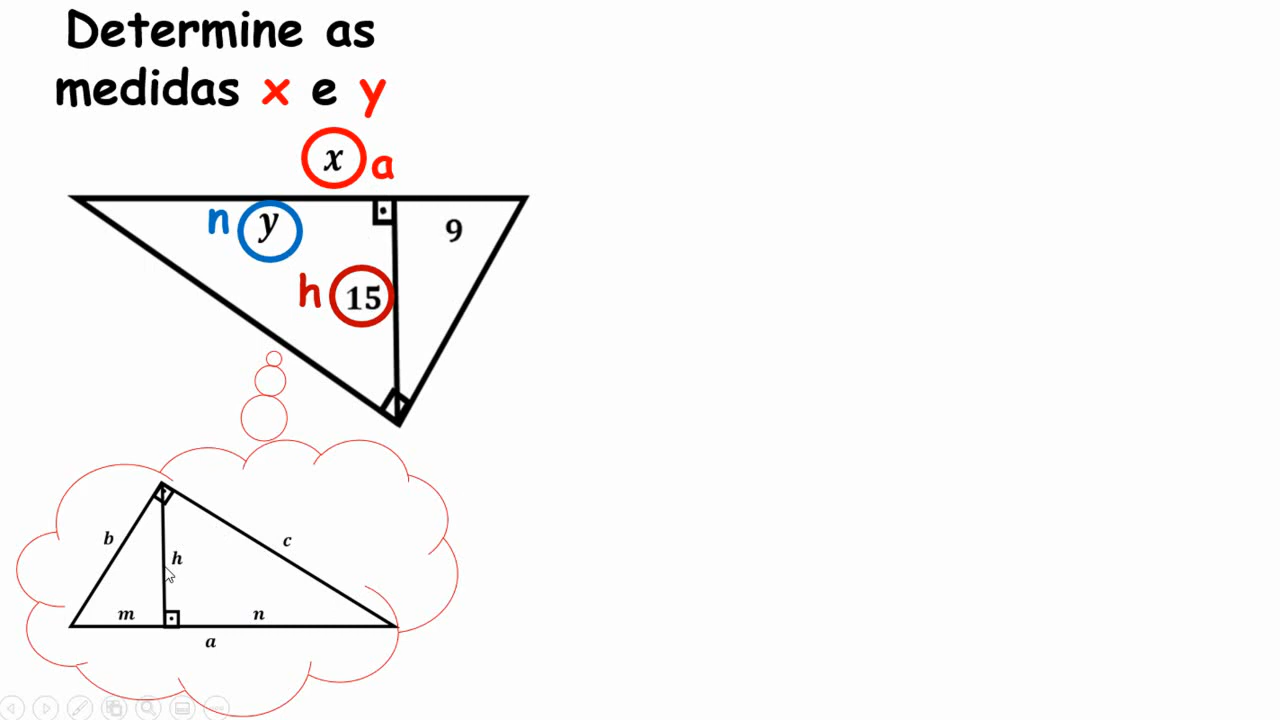 Determine as
medidas x e y
x a
n y
9
h 15
b
c
h
m
n
a